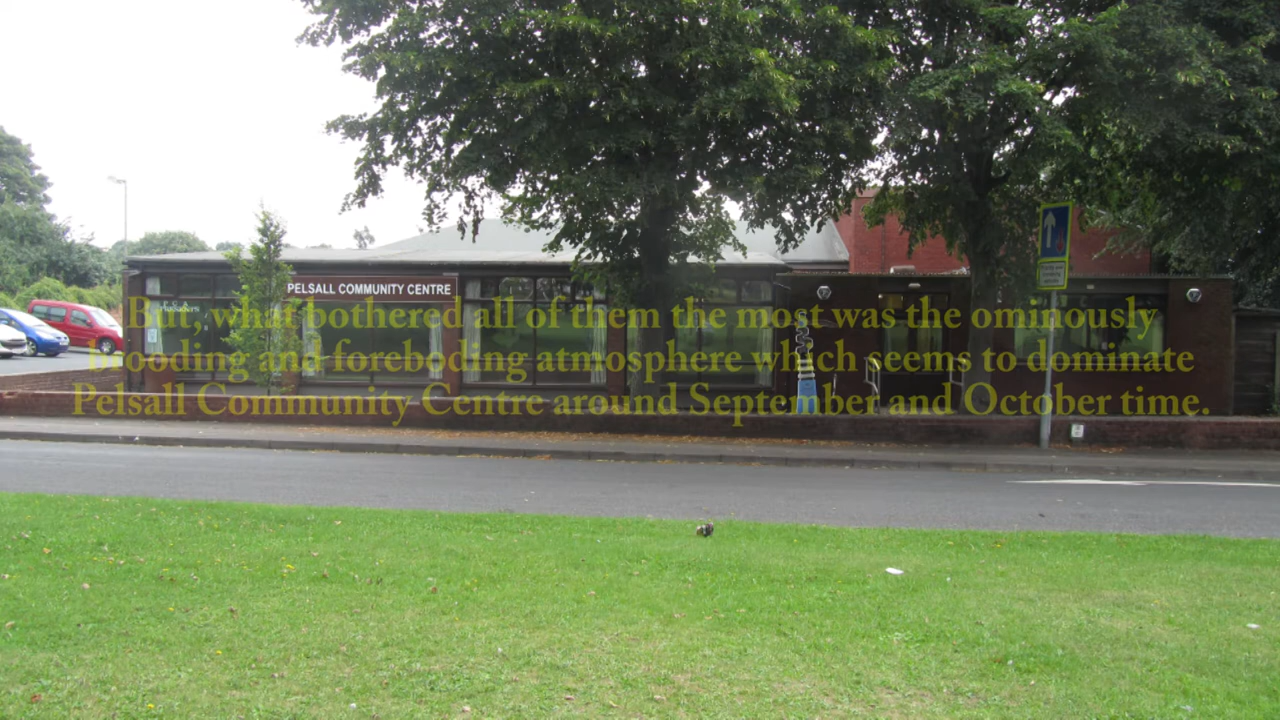 PELSALL COMMUNITY CENTRE
But, what bothered all of them the most was the ominously
blooding and foreboding atmosphere which seems to dominate
Pelsall Community Centre around September and October time.